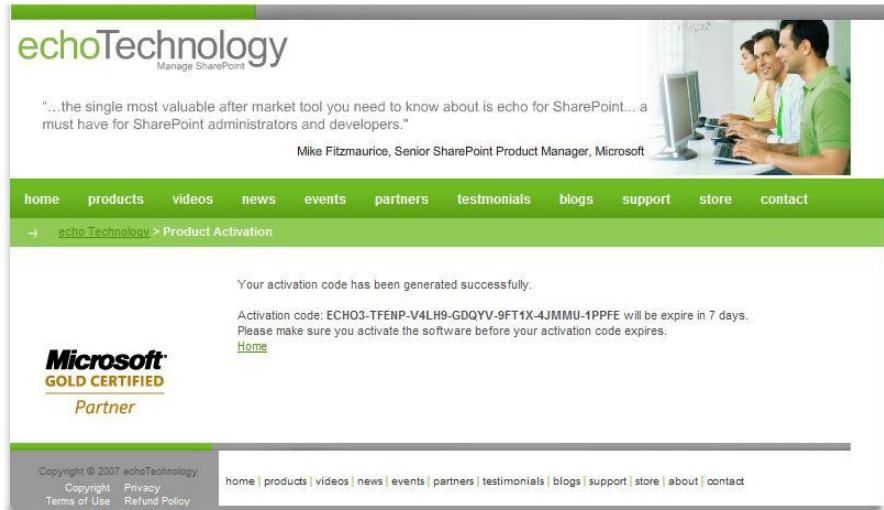 echoTechnology
Manage SharePoint
"…the single most valuable after market tool you need to know about is echo for SharePoint... a
must have for SharePoint administrators and developers."
Mike Fitzmaurice, Senior SharePoint Product Manager, Microsoft
home products videos news events partners testmonials blogs support store contact
echo Technology > Product Activation
Your activation code has been generated successfully.
Activation code: ECHO3-TFENP-V4LH9-GDQYV-9FT1X-4JMMU-1PPFE will be expire in 7 days.
Please make sure you activate the software before your activation code expires.
Home
Microsoft
GOLD CERTIFIED
Partner
Copyright © 2007 echoTechnology
Copyright Privacy
Terms of Use Refund Policy
home | products | videos | news | events | partners | testimonials | blogs | support | store | about | contact